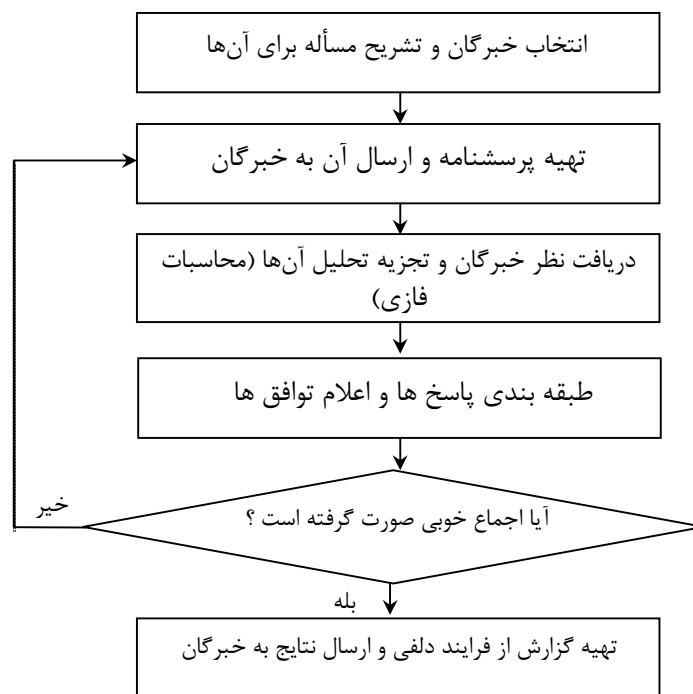 انتخاب خبرگان و تشریح مسأله برای آن‌ها
تهیه پرسشنامه و ارسال آن به خبرگان
دریافت نظر خبرگان و تجزیه تحلیل آن‌ها (محاسبات
فازی)
طبقه بندی پاسخ ها و اعلام توافق ها
آیا اجماع خوبی صورت گرفته است ؟
خیر
بله
تهیه گزارش از فرایند دلفی و ارسال نتایج به خبرگان